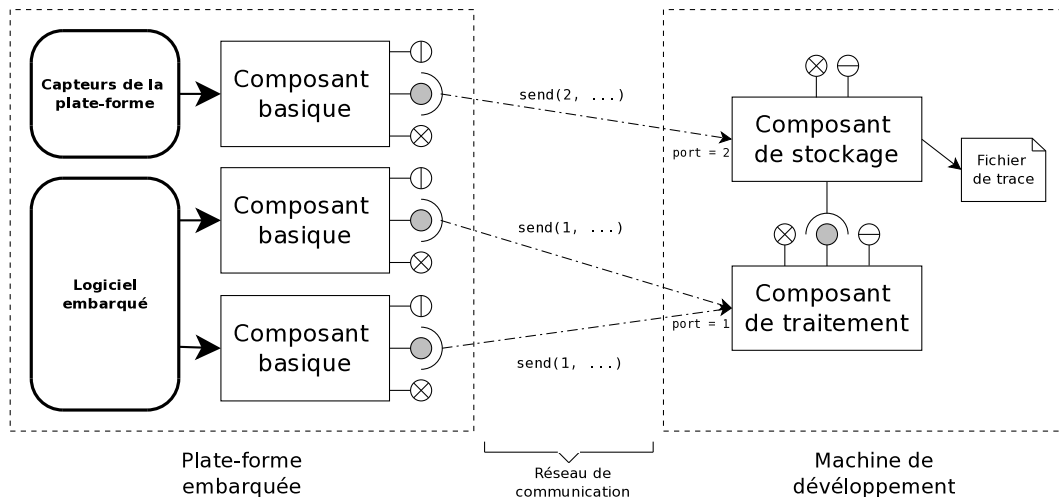 Capteurs de la
plate-forme
Composant
basique
Logiciel
embarqué
Composant
basique
Composant
basique
send(2, ...)
send(1, ...)
send(1, ...)
port = 2
port = 1
Composant
de stockage
Fichier
de trace
Composant
de traitement
Plate-forme
embarquée
Réseau de
communication
Machine de
dévéloppement